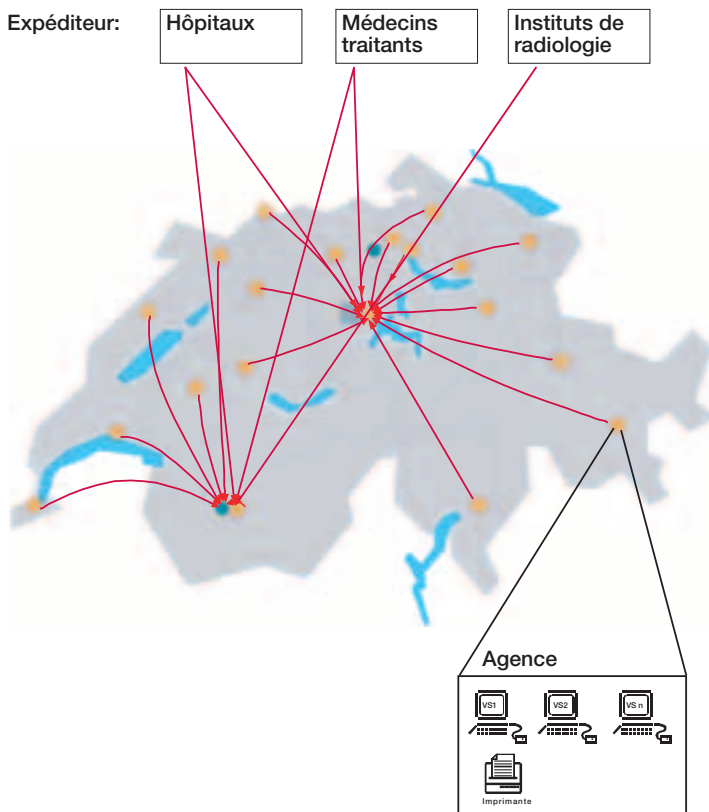 Expéditeur:
Hôpitaux
Médecins
traitants
Instituts de
radiologie
Agence
VS1
VS2
VS n
Imprimante